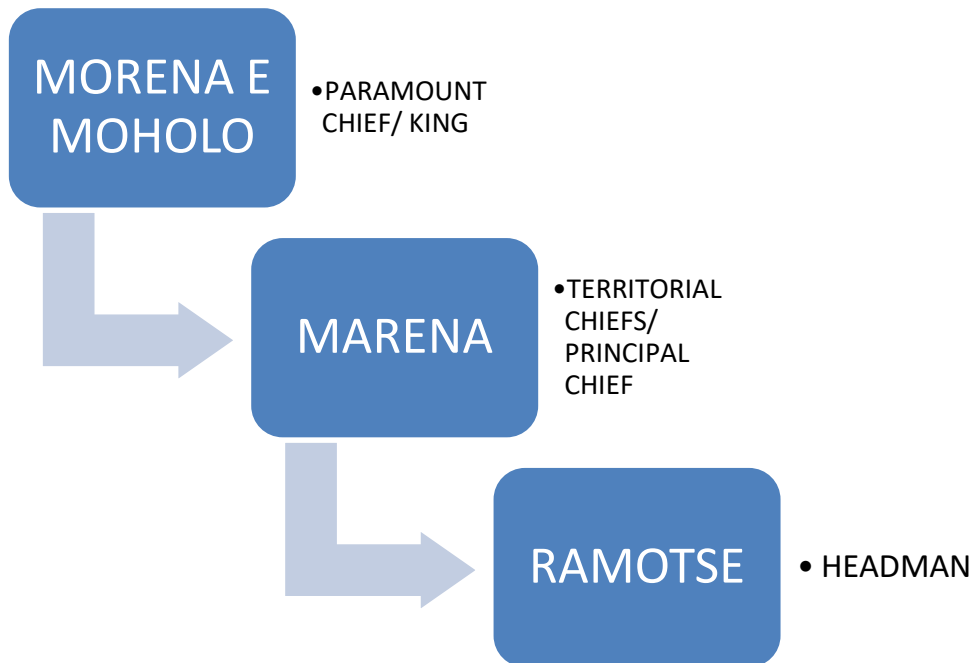 MORENA E
MOHOLO
•PARAMOUNT
CHIEF/ KING
MARENA
•TERRITORIAL
CHIEFS/
PRINCIPAL
CHIEF
RAMOTSE
• HEADMAN